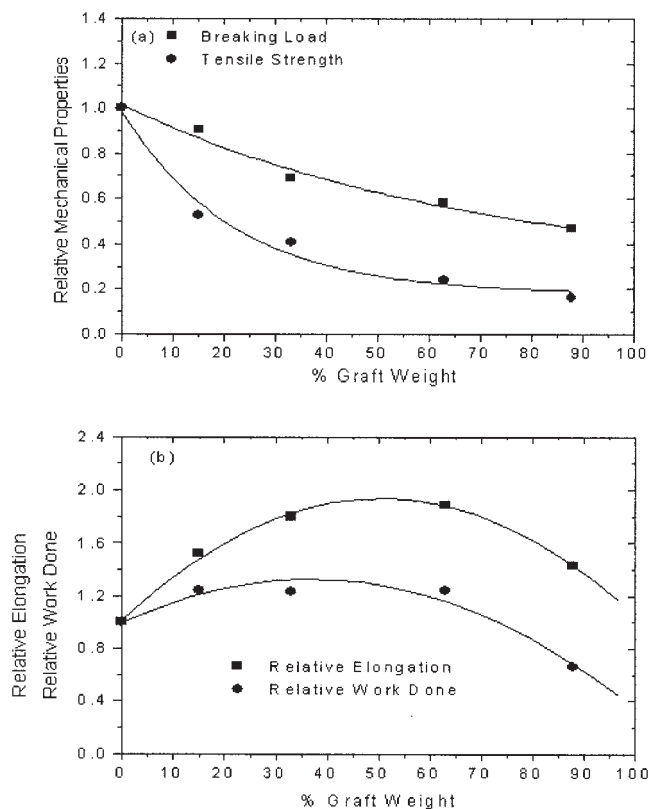 (a) ■ Breaking Load
● Tensile Strength
Relative Mechanical Properties
1.4
1.2
1.0
0.8
0.6
0.4
0.2
0.0
0 10 20 30 40 50 60 70 80 90 100
% Graft Weight
(b)
Relative Elongation
Relative Work Done
2.4
2.0
1.6
1.2
0.8
0.4
0.0
■ Relative Elongation
● Relative Work Done
0 10 20 30 40 50 60 70 80 90 100
% Graft Weight